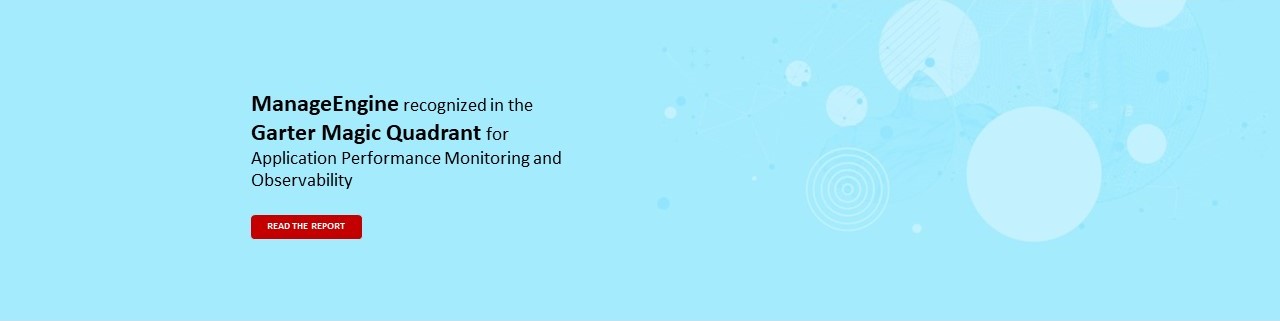 ManageEngine recognized in the
Garter Magic Quadrant for
Application Performance Monitoring and
Observability
READ THE REPORT